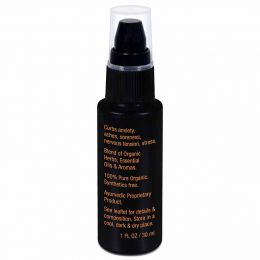 Curbs anxiety,
aches, soreness,
nervous tension, stress.
Blend of Organic
Herbs, Essential
Oils & Aromas.
100% Pure Organic.
Synthetics free.
Ayurvedic Proprietary
Product.
See leaflet for details &
composition. Store in a
cool, dark & dry place.
1 FL OZ / 30 ml